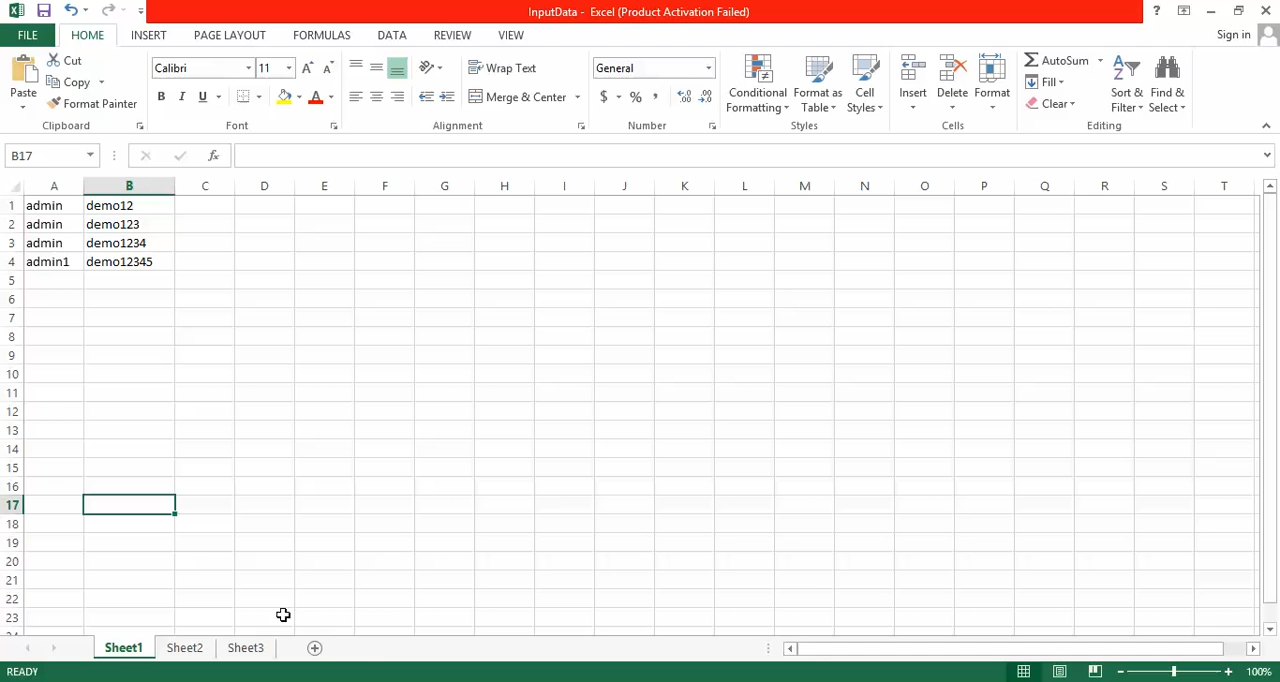 InputData - Excel (Product Activation Failed)
?
FILE HOME INSERT PAGE LAYOUT FORMULAS DATA REVIEW VIEW Sign in
Paste Cut Copy Format Painter Clipboard
Calibri 11 A A B I U A Font
Wrap Text Merge & Center Alignment
General $ % , Number
Conditional Formatting Format as Table Cell Styles Styles
Insert Delete Format Cells
AutoSum Fill Clear Sort & Filter Find & Select Editing
B17 fx
A B C D E F G H I J K L M N O P Q R S T
1 admin demo12
2 admin demo123
3 admin demo1234
4 admin1 demo12345
5
6
7
8
9
10
11
12
13
14
15
16
17
18
19
20
21
22
23
Sheet1 Sheet2 Sheet3
READY 100%